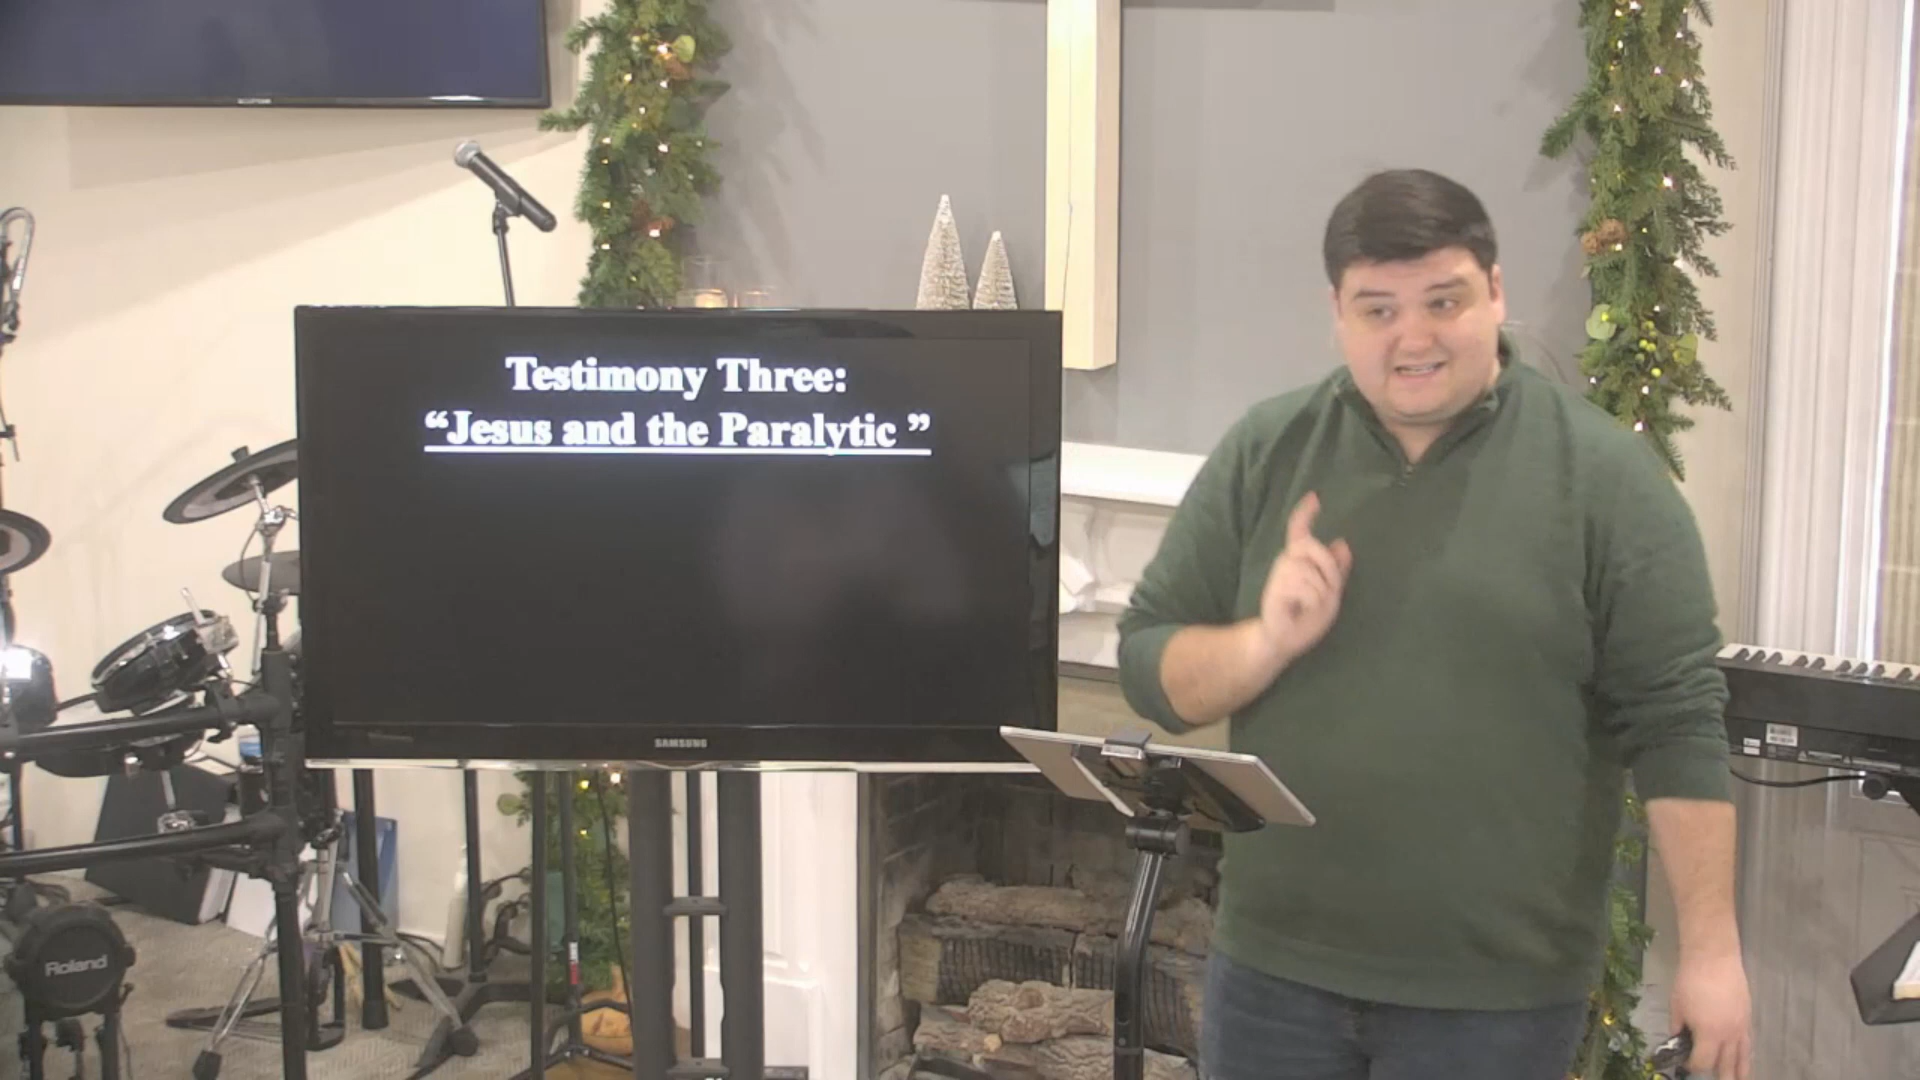 Testimony Three:
“Jesus and the Paralytic ”
SAMSUNG
Roland